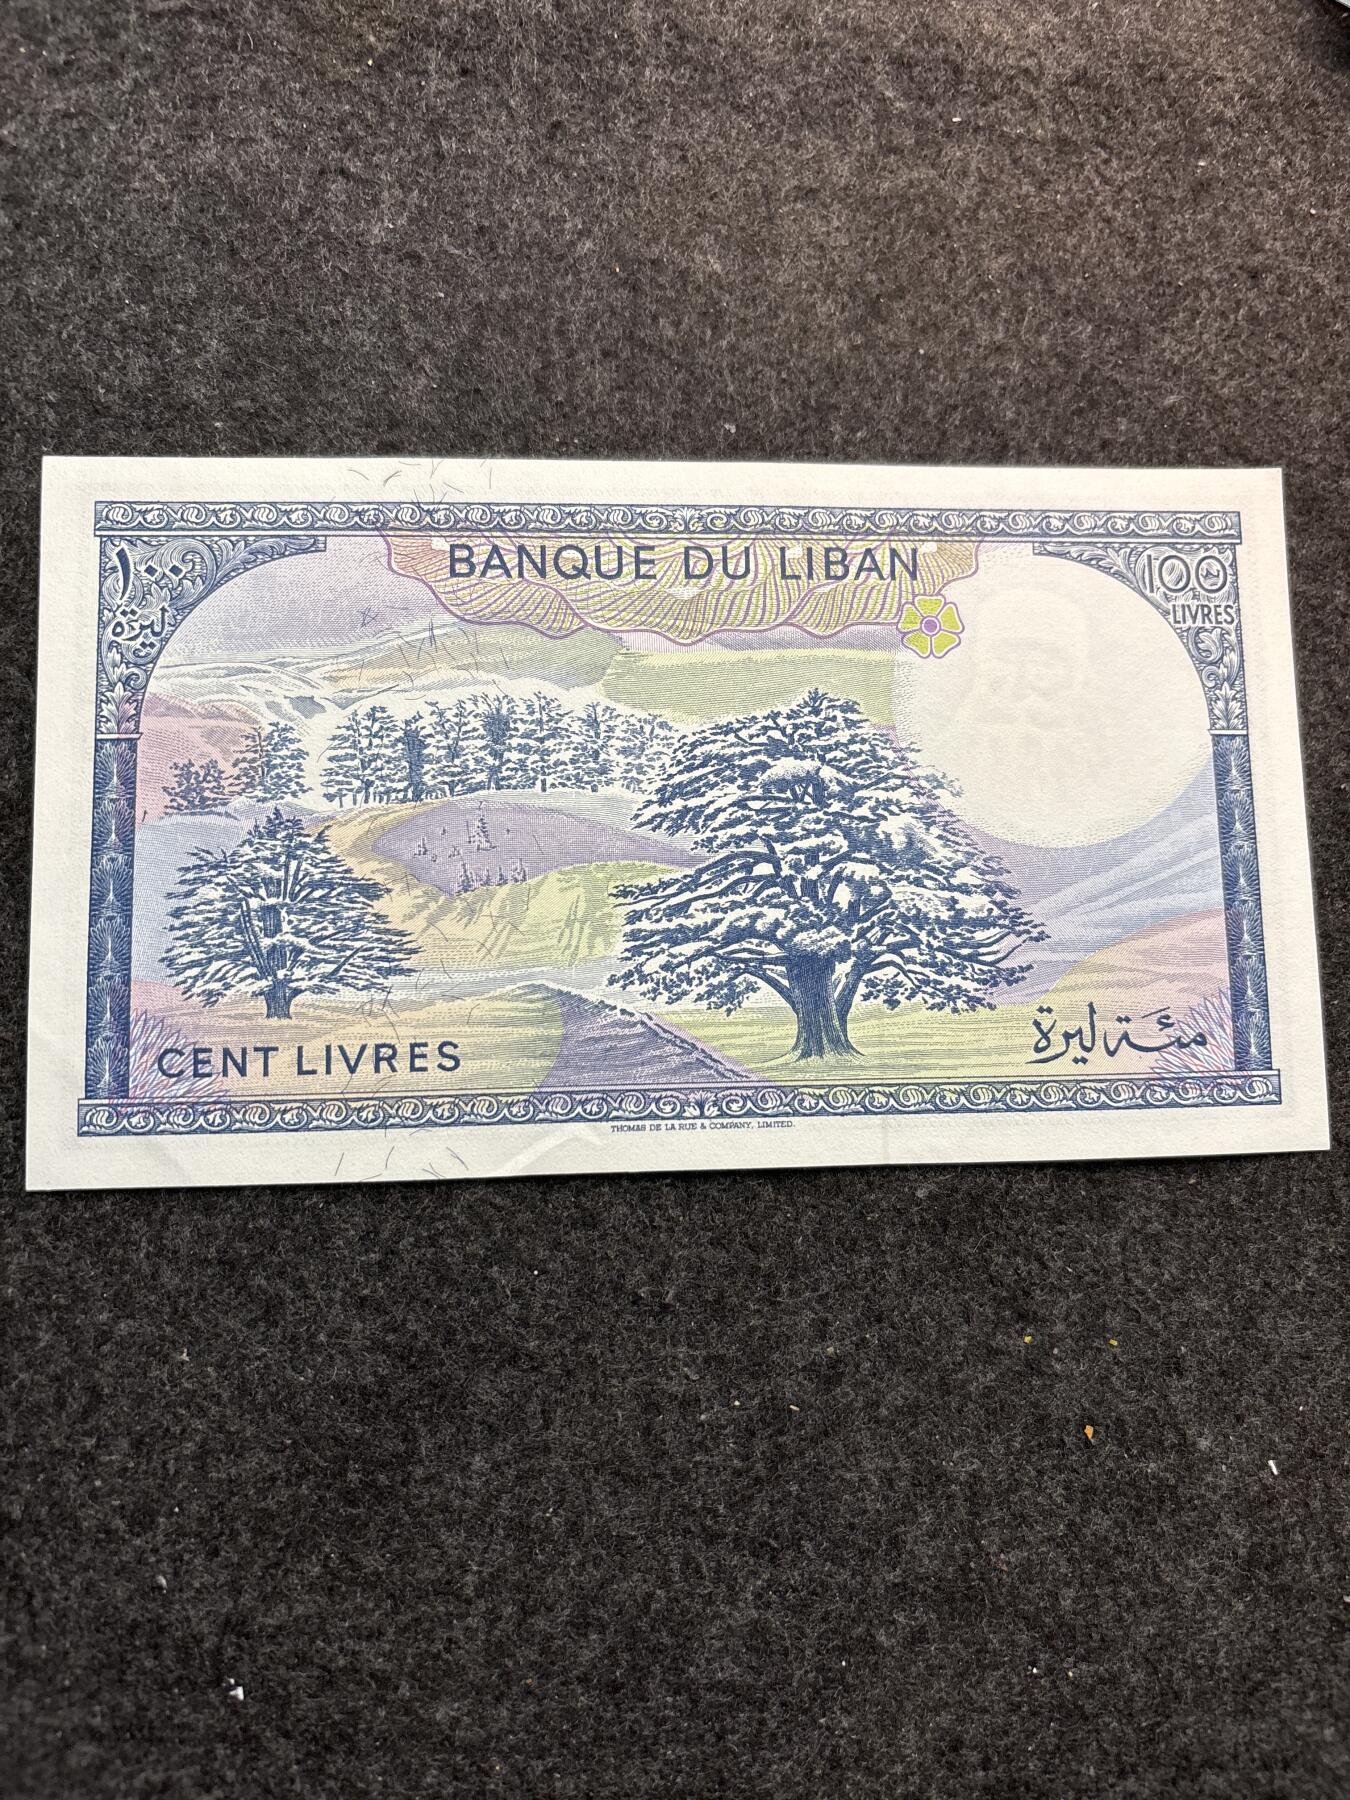 BANQUE DU LIBAN
١٠٠
ليرة
100
LIVRES
CENT LIVRES
مئة ليرة
THOMAS DE LA RUE & COMPANY, LIMITED.